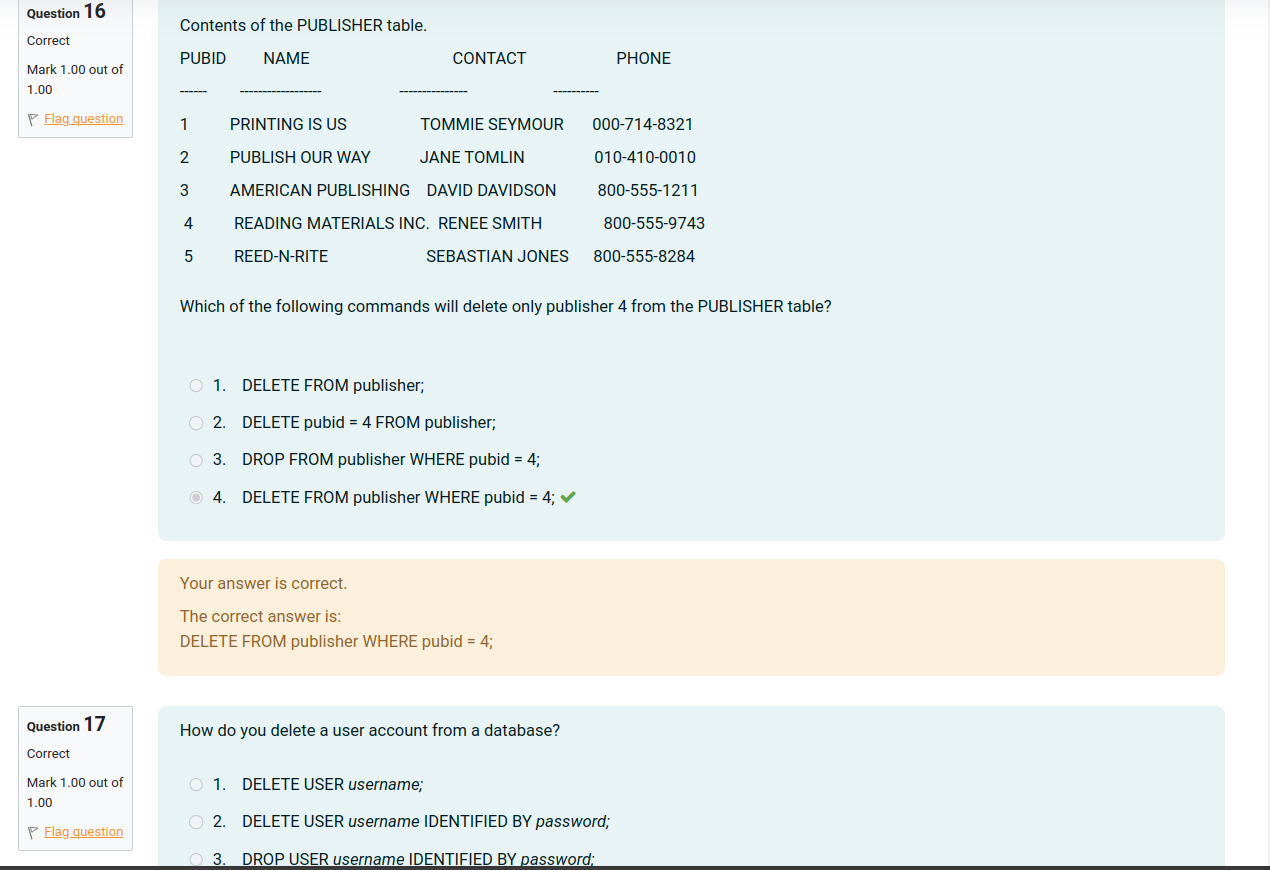 Question 16
Correct
Mark 1.00 out of
1.00
Flag question
Contents of the PUBLISHER table.
PUBID NAME CONTACT PHONE
------ ------------------ --------------- ----------
1 PRINTING IS US TOMMIE SEYMOUR 000-714-8321
2 PUBLISH OUR WAY JANE TOMLIN 010-410-0010
3 AMERICAN PUBLISHING DAVID DAVIDSON 800-555-1211
4 READING MATERIALS INC. RENEE SMITH 800-555-9743
5 REED-N-RITE SEBASTIAN JONES 800-555-8284
Which of the following commands will delete only publisher 4 from the PUBLISHER table?
1. DELETE FROM publisher;
2. DELETE pubid = 4 FROM publisher;
3. DROP FROM publisher WHERE pubid = 4;
4. DELETE FROM publisher WHERE pubid = 4;
Your answer is correct.
The correct answer is:
DELETE FROM publisher WHERE pubid = 4;
Question 17
Correct
Mark 1.00 out of
1.00
Flag question
How do you delete a user account from a database?
1. DELETE USER username;
2. DELETE USER username IDENTIFIED BY password;
3. DROP USER username IDENTIFIED BY password;